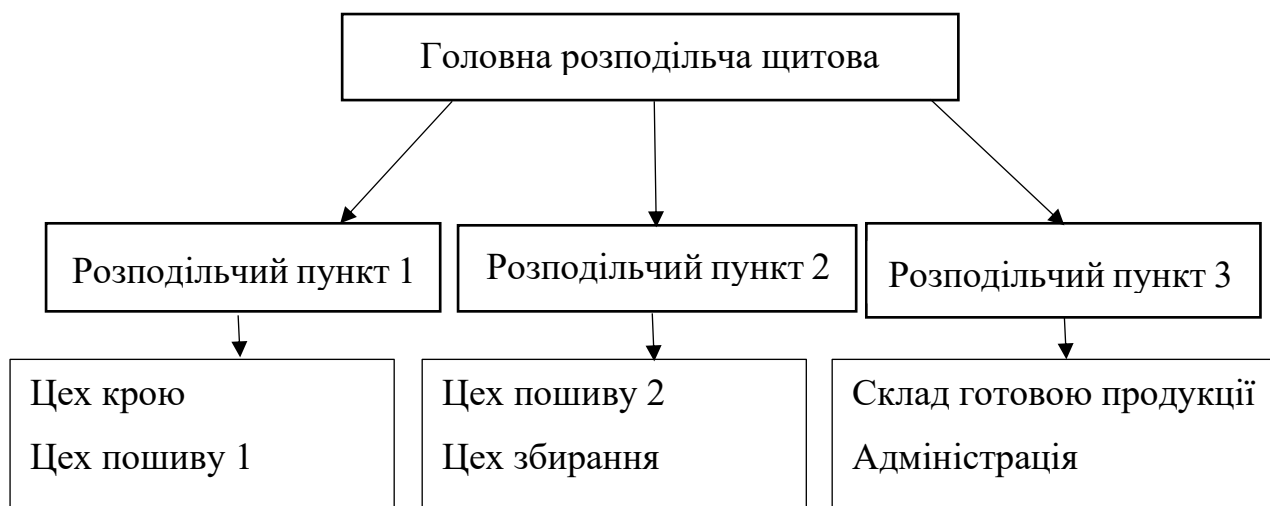 Головна розподільча щитова
Розподільчий пункт 1
Розподільчий пункт 2
Розподільчий пункт 3
Цех крою
Цех пошиву 1
Цех пошиву 2
Цех збирання
Склад готовою продукції
Адміністрація